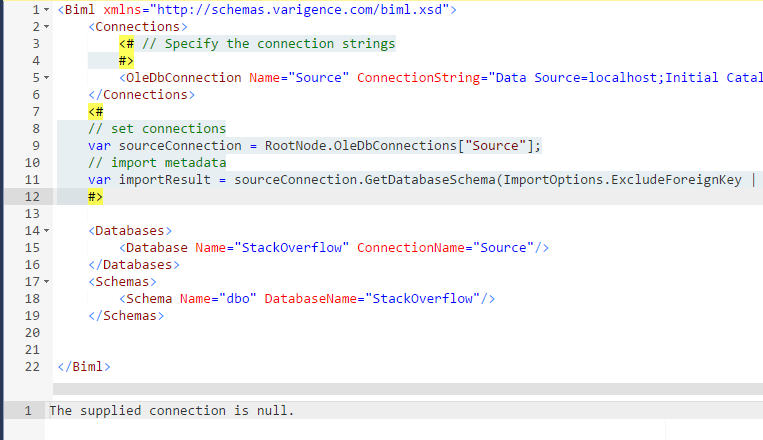 1 <Biml xmlns="http://schemas.varigence.com/biml.xsd">
2 <Connections>
3 <# // Specify the connection strings
4 #>
5 <OleDbConnection Name="Source" ConnectionString="Data Source=localhost;Initial Catal
6 </Connections>
7 <#
8 // set connections
9 var sourceConnection = RootNode.OleDbConnections["Source"];
10 // import metadata
11 var importResult = sourceConnection.GetDatabaseSchema(ImportOptions.ExcludeForeignKey |
12 #>
13
14 <Databases>
15 <Database Name="StackOverflow" ConnectionName="Source"/>
16 </Databases>
17 <Schemas>
18 <Schema Name="dbo" DatabaseName="StackOverflow"/>
19 </Schemas>
20
21
22 </Biml>
1 The supplied connection is null.